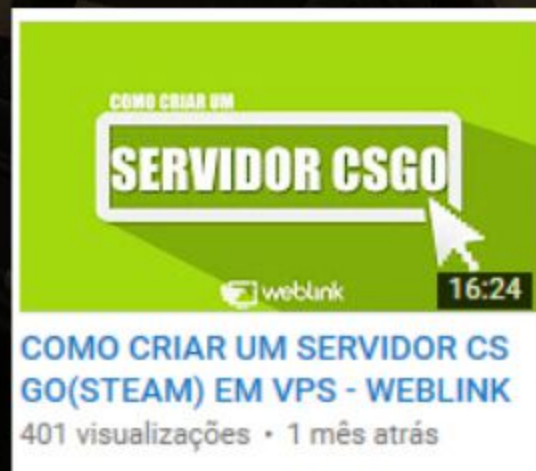 COMO CRIAR UM
SERVIDOR CSGO
weblink
16:24
COMO CRIAR UM SERVIDOR CS
GO(STEAM) EM VPS - WEBLINK
401 visualizações • 1 mês atrás